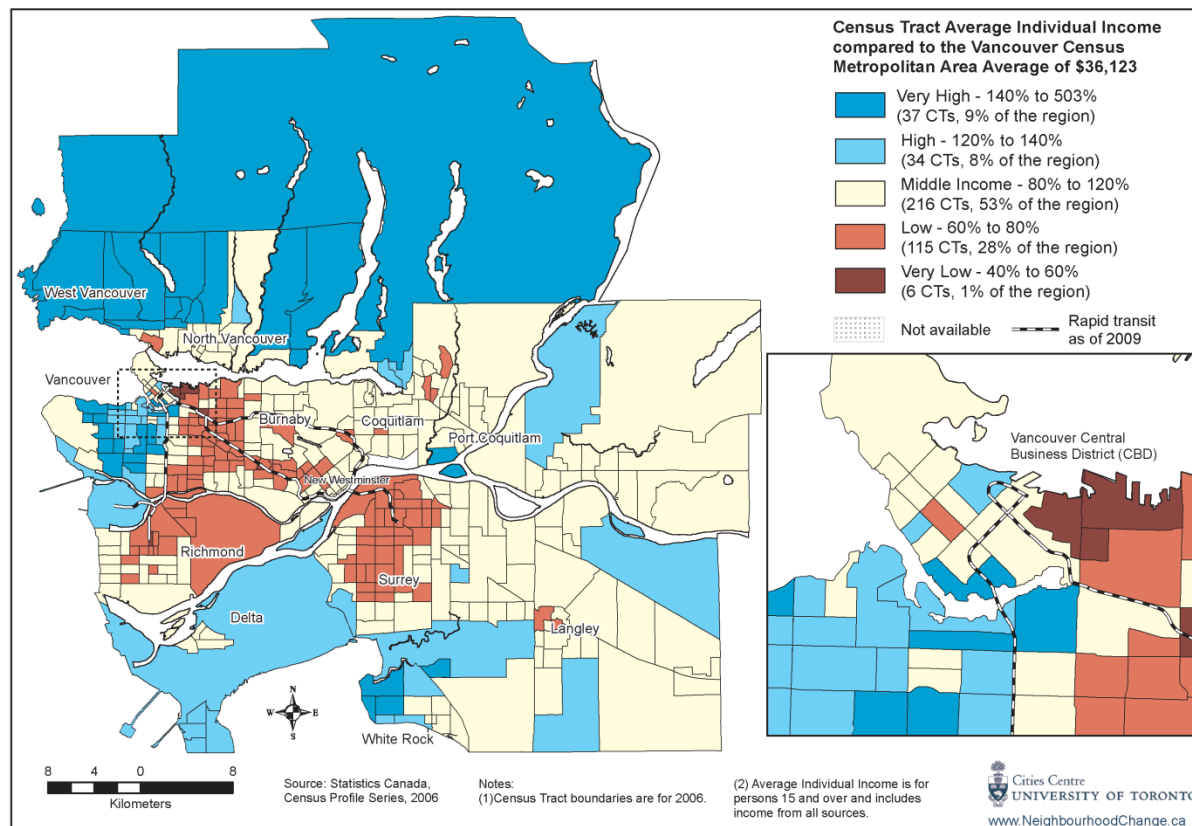 Census Tract Average Individual Income
compared to the Vancouver Census
Metropolitan Area Average of $36,123
Very High - 140% to 503%
(37 CTs, 9% of the region)
High - 120% to 140%
(34 CTs, 8% of the region)
Middle Income - 80% to 120%
(216 CTs, 53% of the region)
Low - 60% to 80%
(115 CTs, 28% of the region)
Very Low - 40% to 60%
(6 CTs, 1% of the region)
Not available
Rapid transit
as of 2009
West Vancouver
North Vancouver
Vancouver
Burnaby
Coquitlam
Port Coquitlam
New Westminster
Richmond
Surrey
Delta
Langley
White Rock
Vancouver Central
Business District (CBD)
N
W E
S
8 4 0 8
Kilometers
Source: Statistics Canada,
Census Profile Series, 2006
Notes:
(1)Census Tract boundaries are for 2006.
(2) Average Individual Income is for
persons 15 and over and includes
income from all sources.
Cities Centre
UNIVERSITY OF TORONTO
www.NeighbourhoodChange.ca